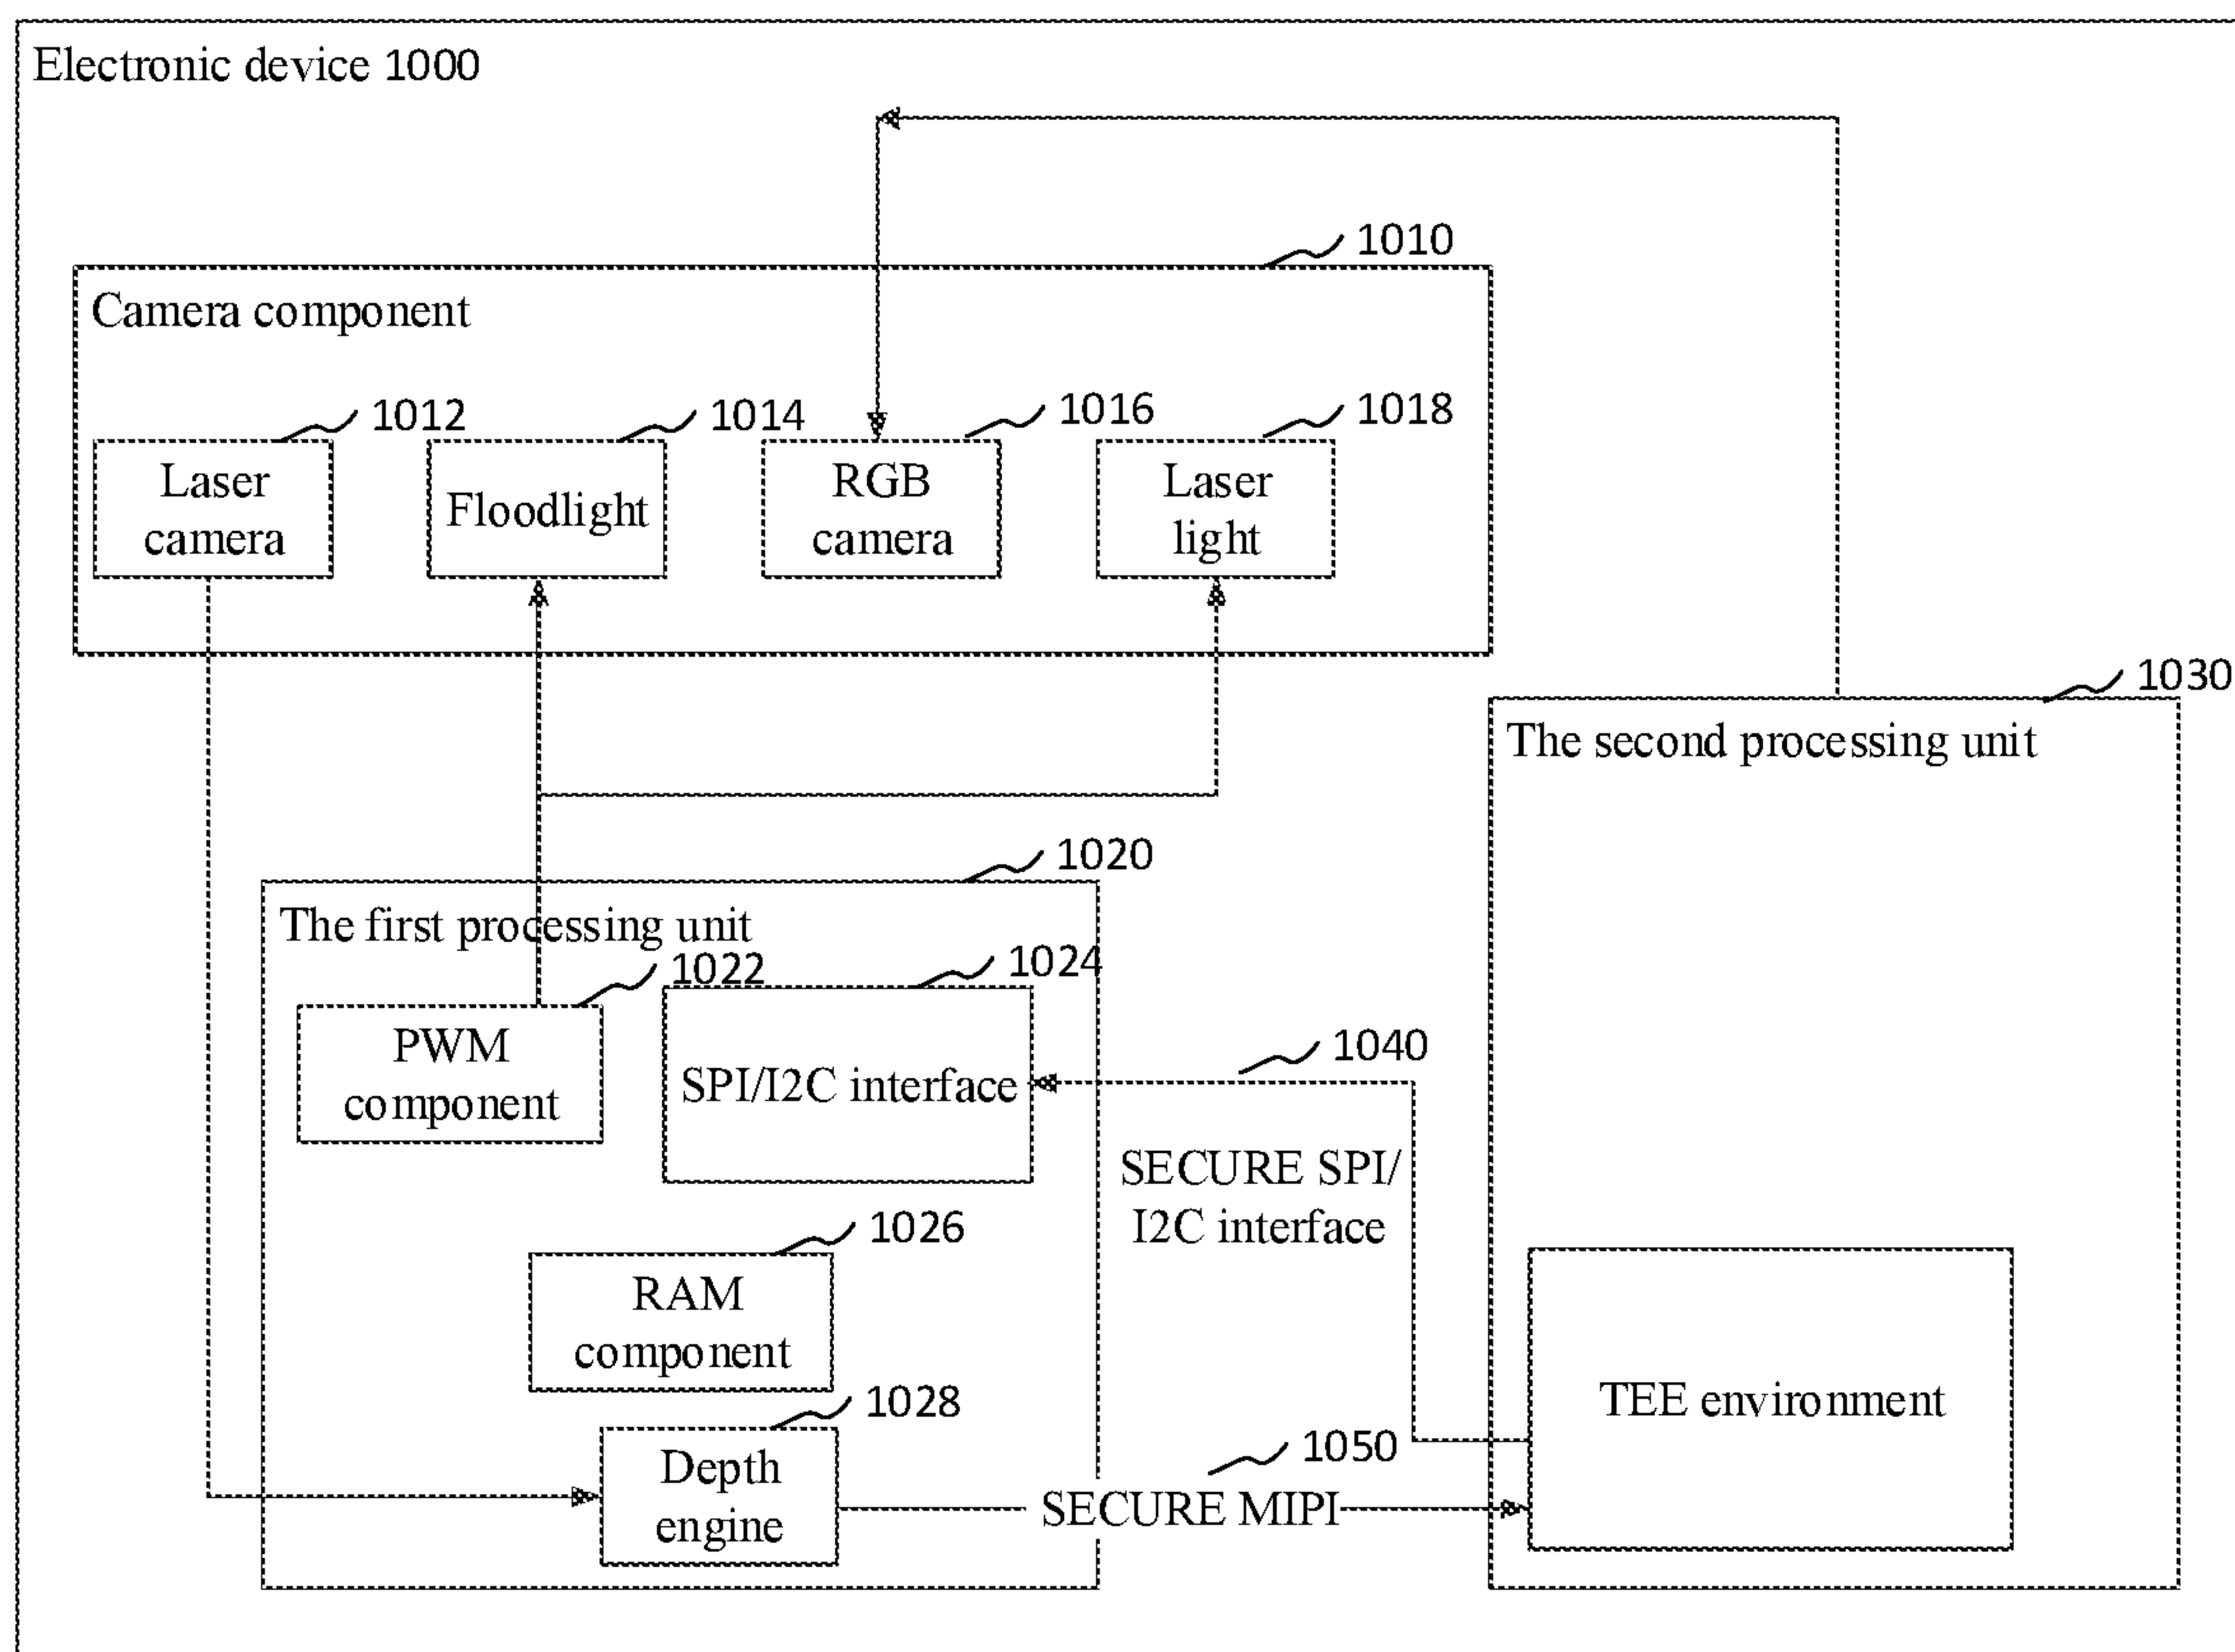 Electronic device 1000
1010
Camera component
1012
1014
1016
1018
Laser
camera
Floodlight
RGB
camera
Laser
light
1030
The second processing unit
1020
The first processing unit
1022
1024
PWM
component
SPI/I2C interface
1040
SECURE SPI/
I2C interface
1026
RAM
component
TEE environment
1028
Depth
engine
1050
SECURE MIPI